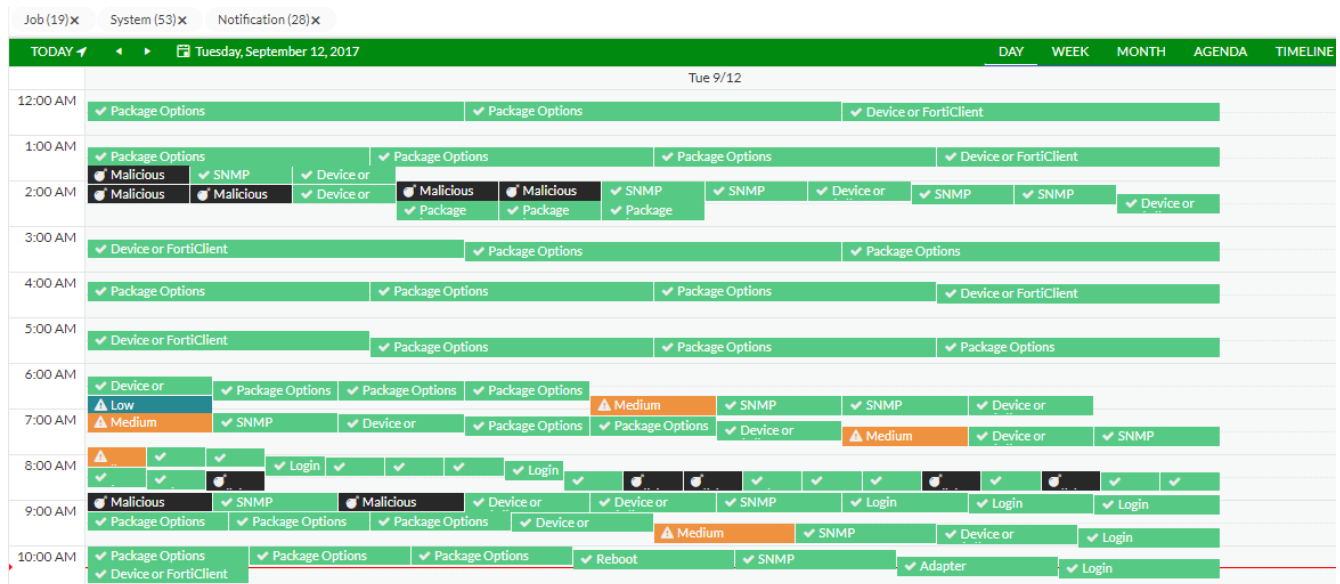 Job (19)× System (53)× Notification (28)×
TODAY Tuesday, September 12, 2017 DAY WEEK MONTH AGENDA TIMELINE
Tue 9/12
12:00 AM
Package Options Package Options Device or FortiClient
1:00 AM
Package Options Package Options Package Options Device or FortiClient
Malicious SNMP Device or
2:00 AM
Malicious Malicious Device or Malicious Malicious SNMP SNMP Device or SNMP SNMP Device or
Package Package Package
3:00 AM
Device or FortiClient Package Options Package Options
4:00 AM
Package Options Package Options Package Options Device or FortiClient
5:00 AM
Device or FortiClient Package Options Package Options Package Options
6:00 AM
Device or Package Options Package Options Package Options
Low Medium SNMP SNMP Device or
7:00 AM
Medium SNMP Device or Package Options Package Options Device or Medium Device or SNMP
8:00 AM
Login Login
Malicious SNMP Malicious Device or Device or SNMP Login Login Login
9:00 AM
Package Options Package Options Package Options Device or Medium SNMP Device or Login
10:00 AM
Package Options Package Options Package Options Reboot SNMP Adapter Login
Device or FortiClient